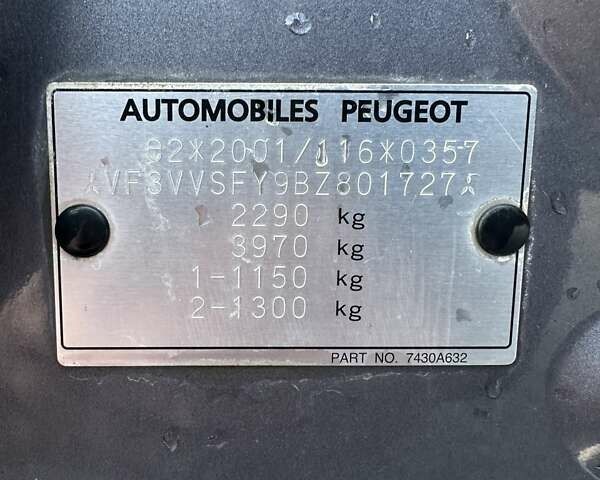 AUTOMOBILES PEUGEOT
e2*2001/116*0357
*VF3VVSFY9BZ801727*
2290 kg
3970 kg
1-1150 kg
2-1300 kg
PART NO. 7430A632